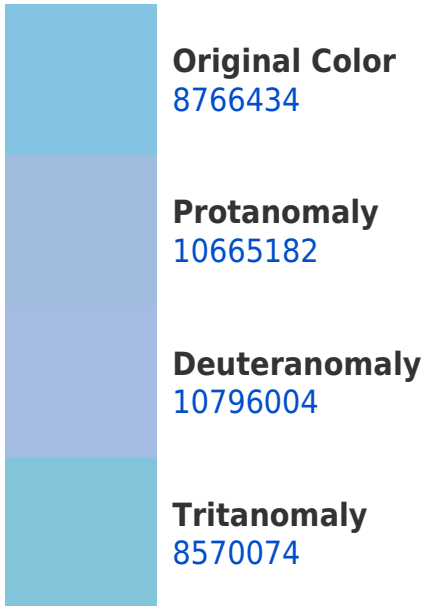 Original Color
8766434
Protanomaly
10665182
Deuteranomaly
10796004
Tritanomaly
8570074